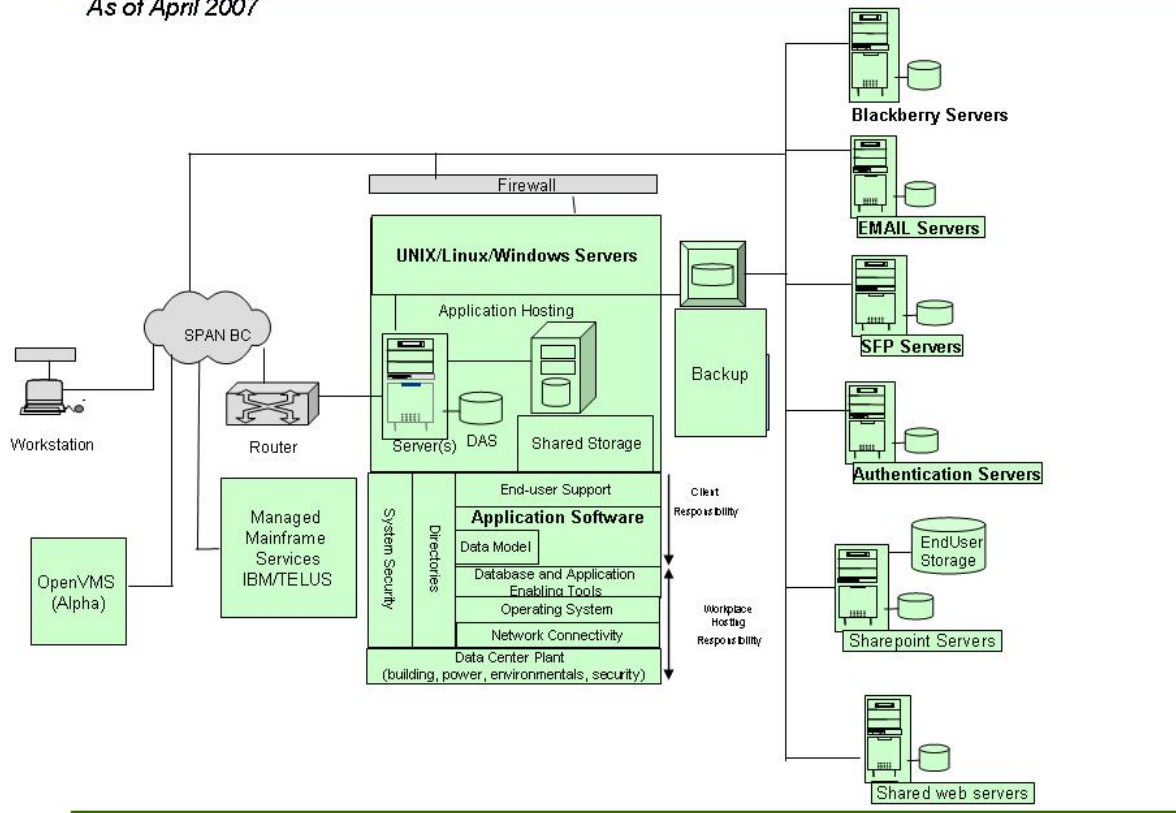 As of April 2007
Blackberry Servers
Firewall
EMAIL Servers
UNIX/Linux/Windows Servers
Application Hosting
SPAN BC
SFP Servers
Backup
Workstation
Router
Server(s)
DAS
Shared Storage
Authentication Servers
End-user Support
Client
Responsibility
System Security
Directories
Application Software
Managed
Mainframe
Services
IBM/TELUS
Data Model
EndUser
Storage
OpenVMS
(Alpha)
Database and Application
Enabling Tools
Operating System
Workplace
Hosting
Responsibility
Network Connectivity
Sharepoint Servers
Data Center Plant
(building, power, environmentals, security)
Shared web servers